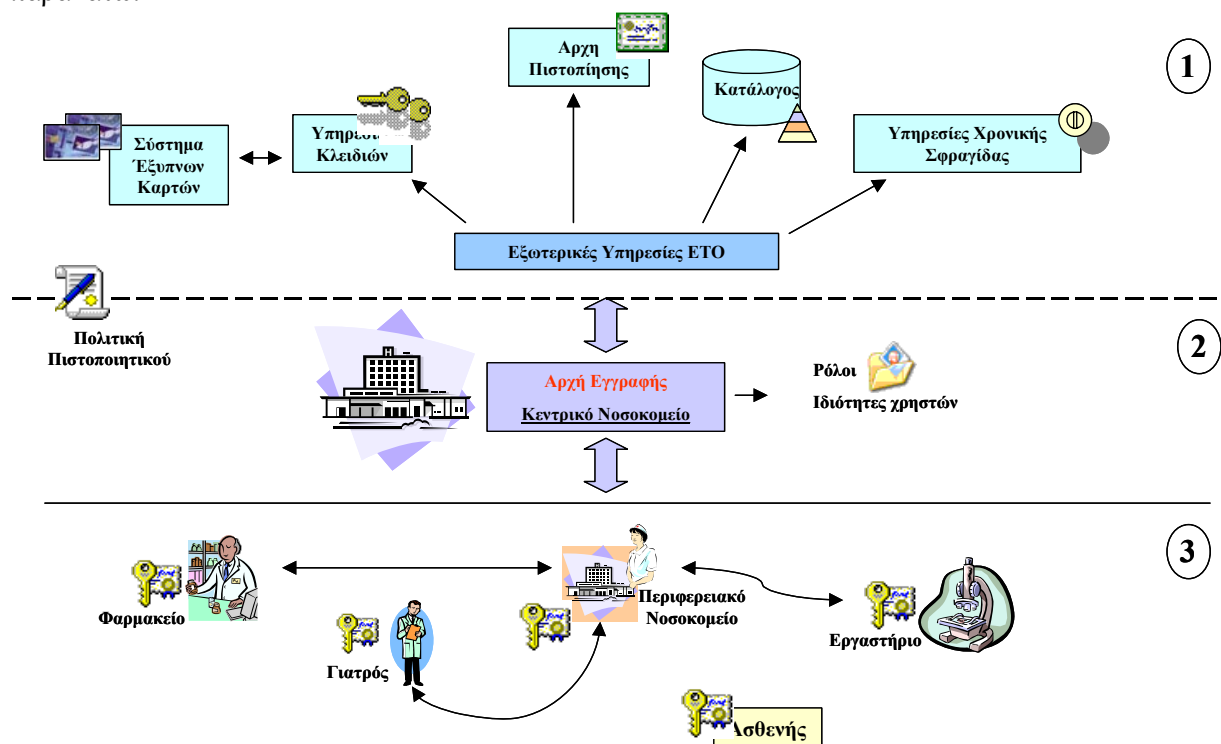 Αρχη
Πιστοπίησης
1
Κατάλογος
Υπηρεσίες Χρονικής
Σφραγίδας
Σύστημα
Έξυπνων
Καρτών
Κλειδιών
Εξωτερικές Υπηρεσίες ΕΤΟ
Πολιτική
Πιστοποιητικού
2
Αρχή Εγγραφής
Κεντρικό Νοσοκομείο
Ρόλοι
Ιδιότητες χρηστών
3
Φαρμακείο
Γιατρός
Περιφερειακό
Νοσοκομείο
Εργαστήριο
Ασθενής